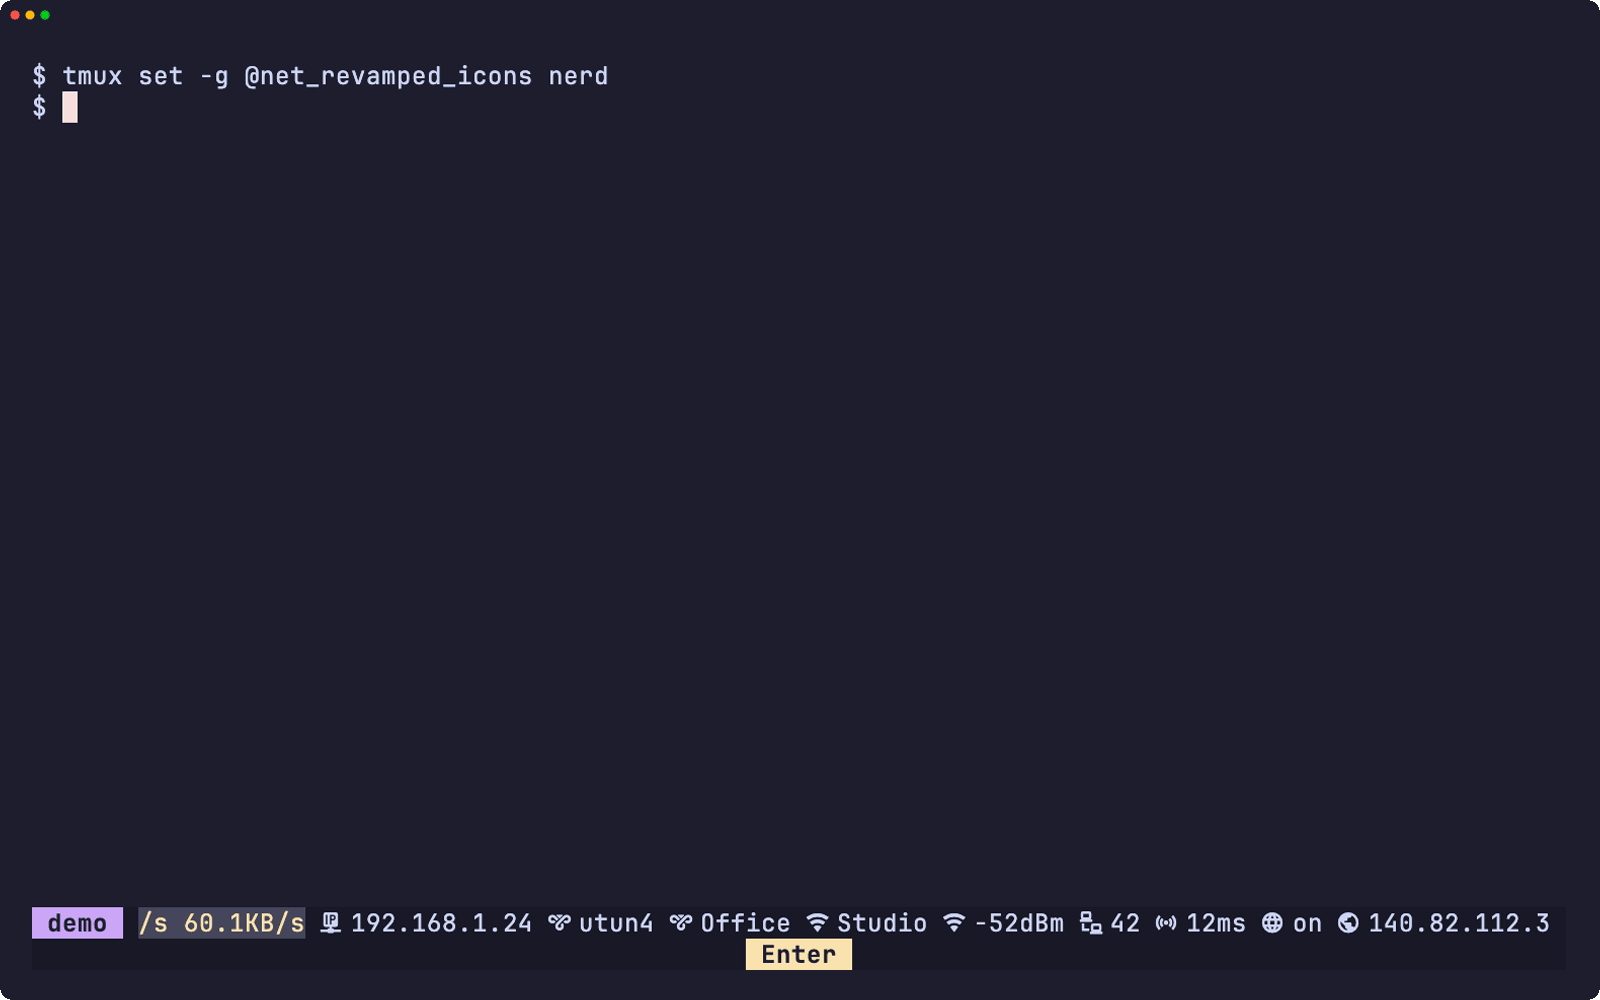 $ tmux set -g @net_revamped_icons nerd
$
demo /s 60.1KB/s IP 192.168.1.24 utun4 Office Studio -52dBm 42 12ms on 140.82.112.3
Enter